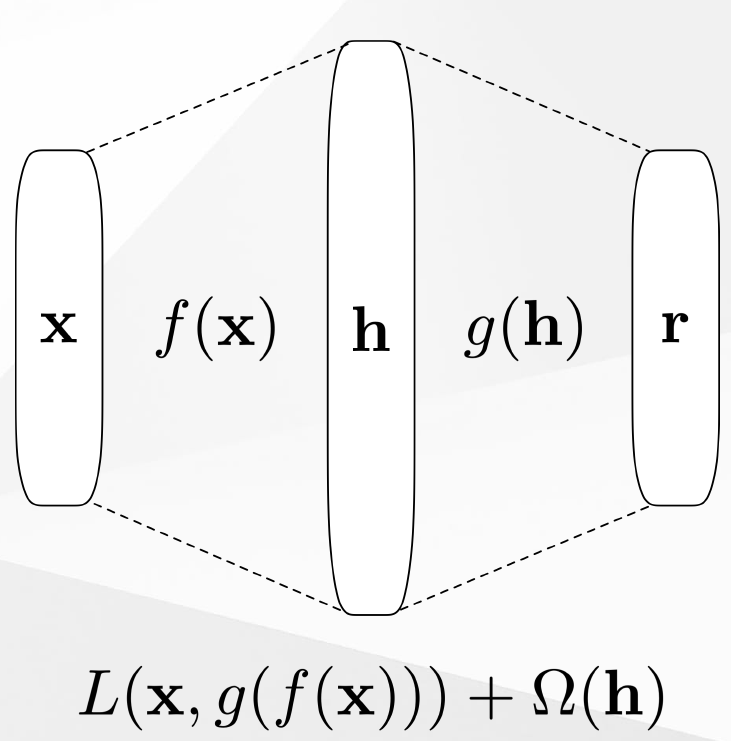 x f(x) h g(h) r
L(x, g(f(x))) + Ω(h)